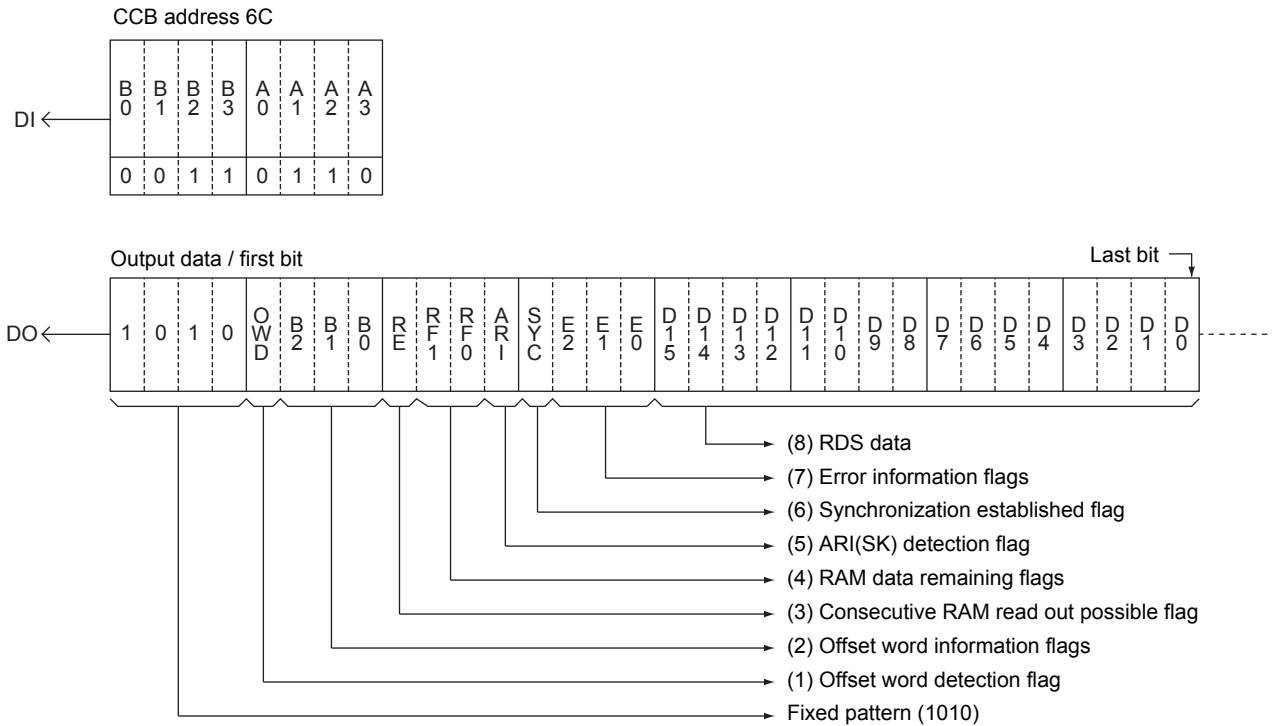 CCB address 6C
DI
B0 B1 B2 B3 A0 A1 A2 A3
0 0 1 1 0 1 1 0
Output data / first bit
Last bit
DO
1 0 1 0 OWD B2 B1 B0 RE RF1 RF0 ARI SYC E2 E1 E0 D15 D14 D13 D12 D11 D10 D9 D8 D7 D6 D5 D4 D3 D2 D1 D0
(8) RDS data
(7) Error information flags
(6) Synchronization established flag
(5) ARI(SK) detection flag
(4) RAM data remaining flags
(3) Consecutive RAM read out possible flag
(2) Offset word information flags
(1) Offset word detection flag
Fixed pattern (1010)